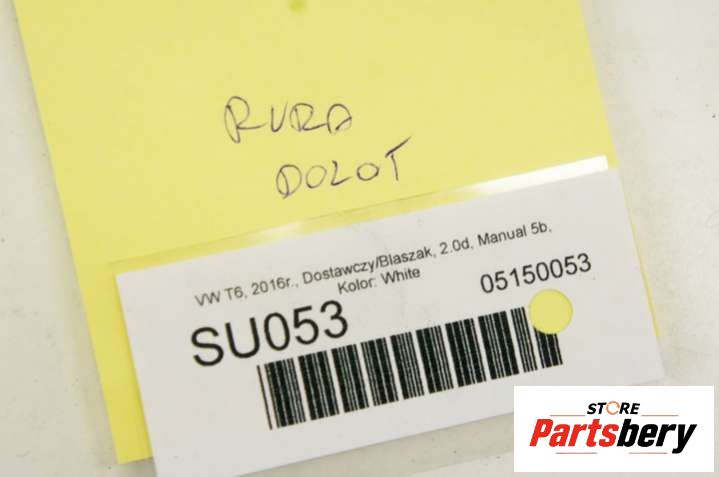 RURA
DOLOT
VW T6, 2016r., Dostawczy/Blaszak, 2.0d, Manual 5b,
Kolor: White
SU053
05150053
STORE
Partsbery